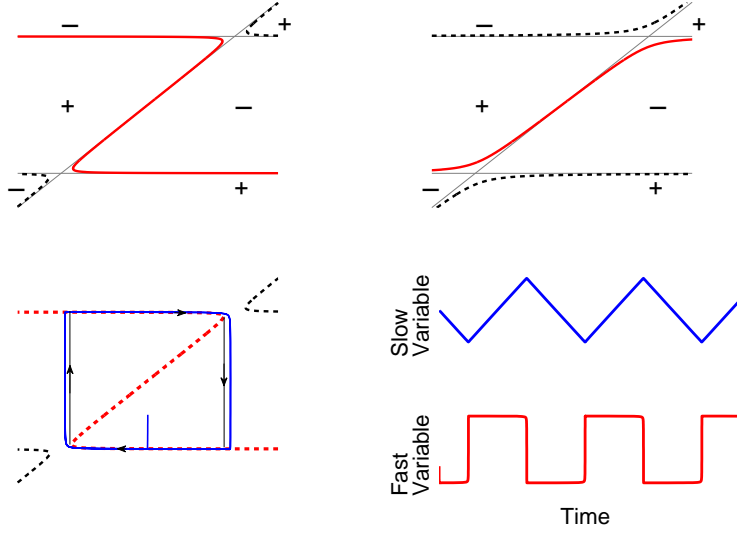 − +
+ −
− +
− +
+ −
− +
Slow
Variable
Fast
Variable
Time